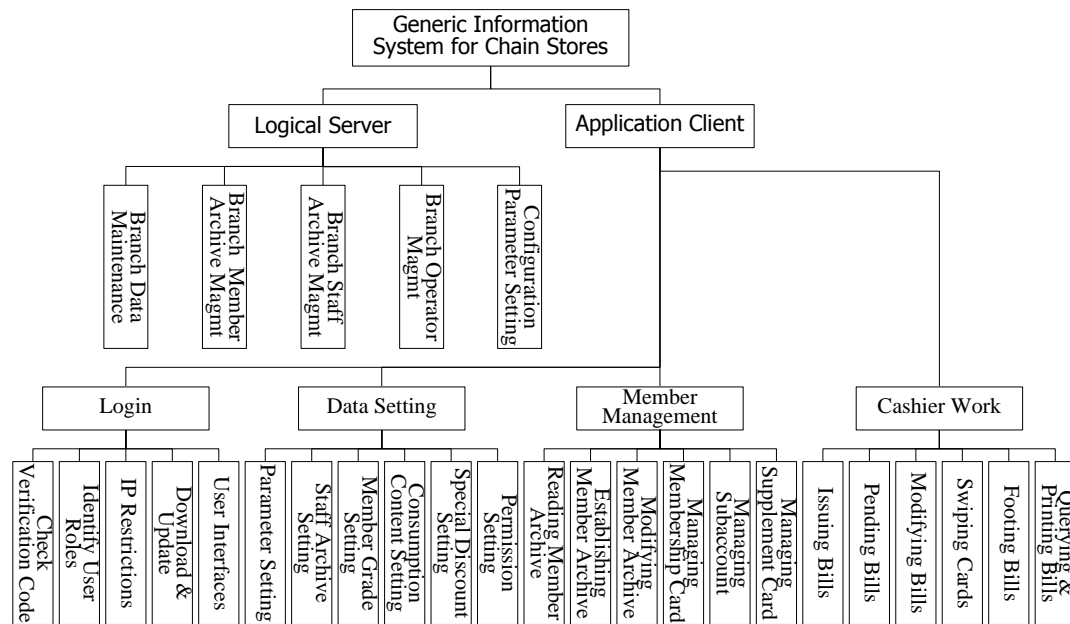 Generic Information
System for Chain Stores
Logical Server
Application Client
Branch Data
Maintenance
Branch Member
Archive Magmt
Branch Staff
Archive Magmt
Branch Operator
Magmt
Configuration
Parameter Setting
Login
Data Setting
Member
Management
Cashier Work
Check
Verification Code
Identify User
Roles
IP Restrictions
Download &
Update
User Interfaces
Parameter Setting
Staff Archive
Setting
Member Grade
Setting
Consumption
Content Setting
Special Discount
Setting
Permission
Setting
Reading Member
Archive
Establishing
Member Archive
Modifying
Member Archive
Managing
Membership Card
Managing
Subaccount
Managing
Supplement Card
Issuing Bills
Pending Bills
Modifying Bills
Swiping Cards
Footing Bills
Querying &
Printing Bills